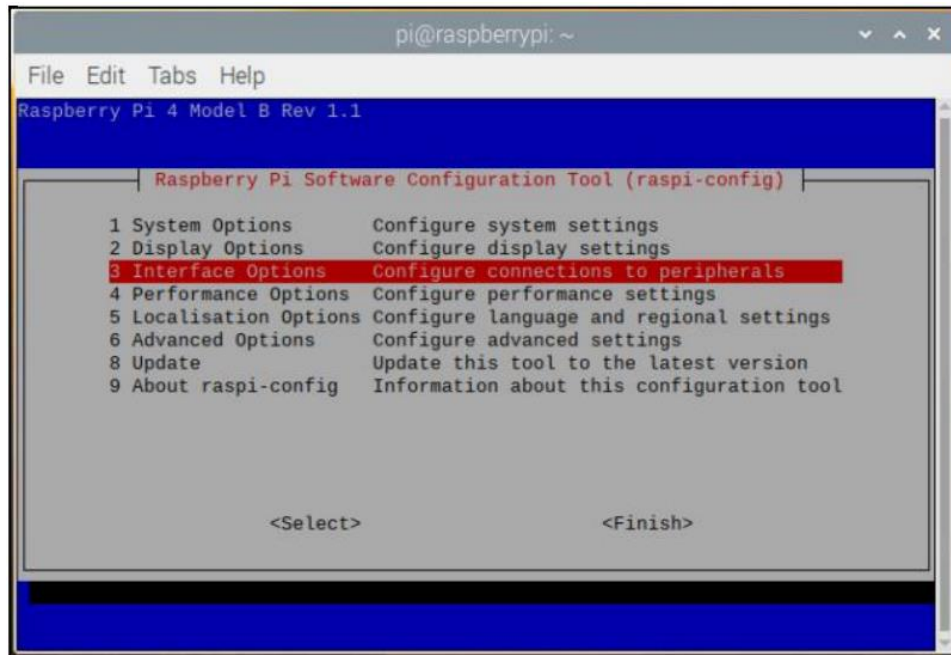 pi@raspberrypi: ~
File Edit Tabs Help
Raspberry Pi 4 Model B Rev 1.1
Raspberry Pi Software Configuration Tool (raspi-config)
1 System Options Configure system settings
2 Display Options Configure display settings
3 Interface Options Configure connections to peripherals
4 Performance Options Configure performance settings
5 Localisation Options Configure language and regional settings
6 Advanced Options Configure advanced settings
8 Update Update this tool to the latest version
9 About raspi-config Information about this configuration tool
<Select> <Finish>